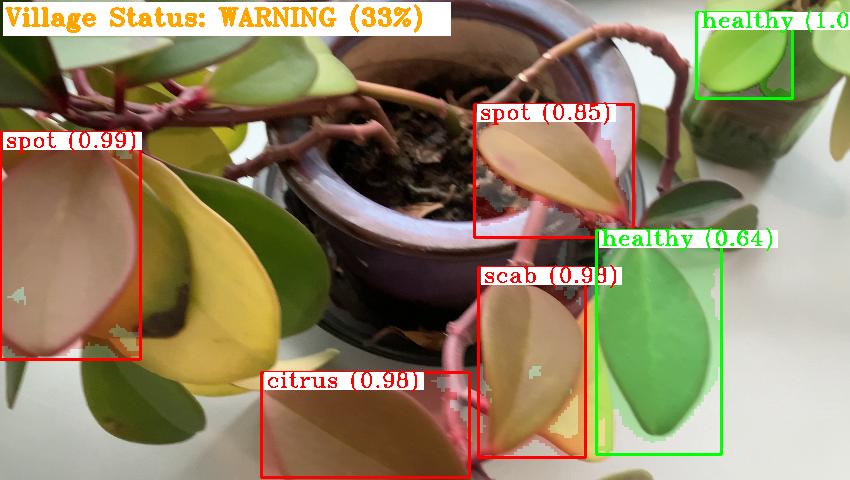 Village Status: WARNING (33%)
healthy (1.0
spot (0.85)
spot (0.99)
healthy (0.64)
scab (0.99)
citrus (0.98)